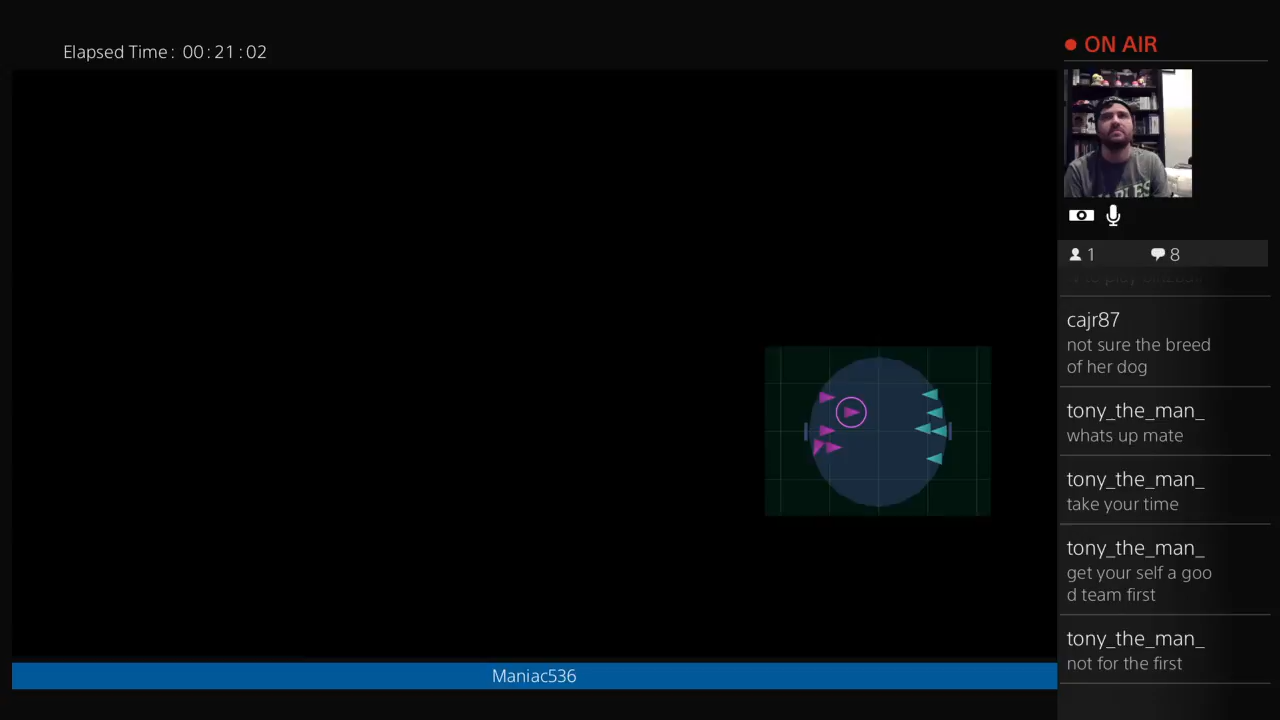 Elapsed Time: 00:21:02
ON AIR
1 8
cajr87
not sure the breed
of her dog
tony_the_man_
whats up mate
tony_the_man_
take your time
tony_the_man_
get your self a goo
d team first
tony_the_man_
not for the first
Maniac536